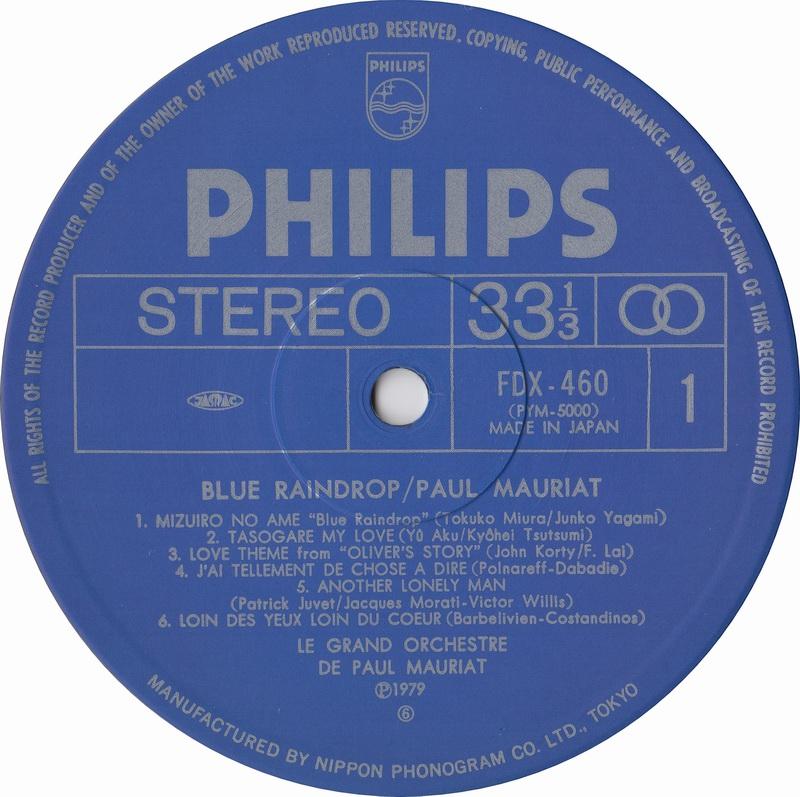 ALL RIGHTS OF THE RECORD PRODUCER AND OF THE OWNER OF THE WORK REPRODUCED RESERVED. COPYING, PUBLIC PERFORMANCE AND BROADCASTING OF THIS RECORD PROHIBITED
PHILIPS
PHILIPS
STEREO 33 1/3
JASRAC FDX-460 1
(PYM-5000)
MADE IN JAPAN
BLUE RAINDROP/PAUL MAURIAT
1. MIZUIRO NO AME "Blue Raindrop" (Tokuko Miura/Junko Yagami)
2. TASOGARE MY LOVE (Yû Aku/Kyôhei Tsutsumi)
3. LOVE THEME from "OLIVER'S STORY" (John Korty/F. Lai)
4. J'AI TELLEMENT DE CHOSE A DIRE (Polnareff-Dabadie)
5. ANOTHER LONELY MAN
(Patrick Juvet/Jacques Morati-Victor Willis)
6. LOIN DES YEUX LOIN DU COEUR (Barbelivien-Costandinos)
LE GRAND ORCHESTRE
DE PAUL MAURIAT
Ⓟ1979
⑥
MANUFACTURED BY NIPPON PHONOGRAM CO. LTD., TOKYO